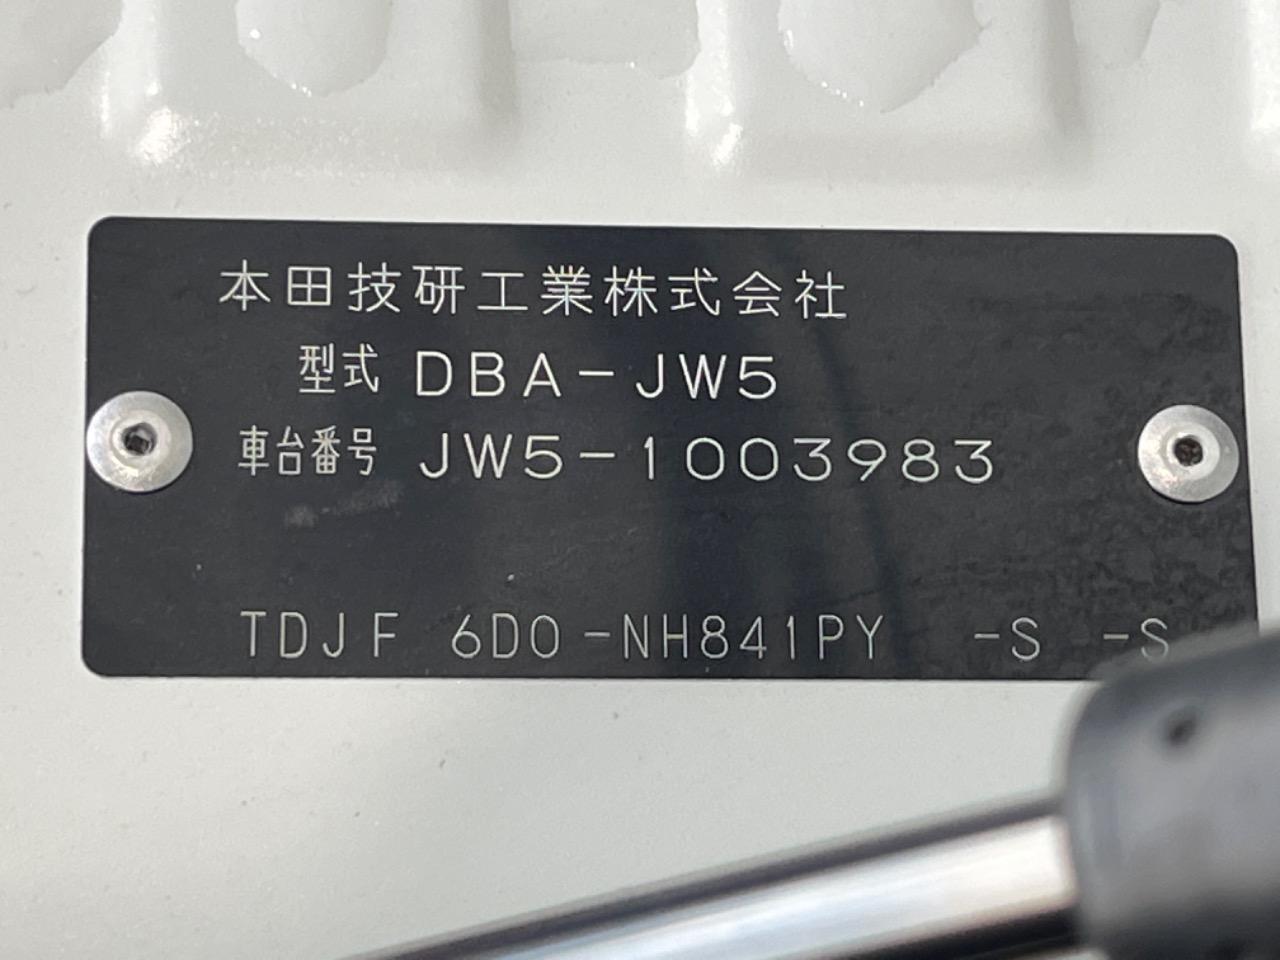 本田技研工業株式会社
型式 DBA-JW5
車台番号 JW5-1003983
TDJF 6D0-NH841PY -S -S